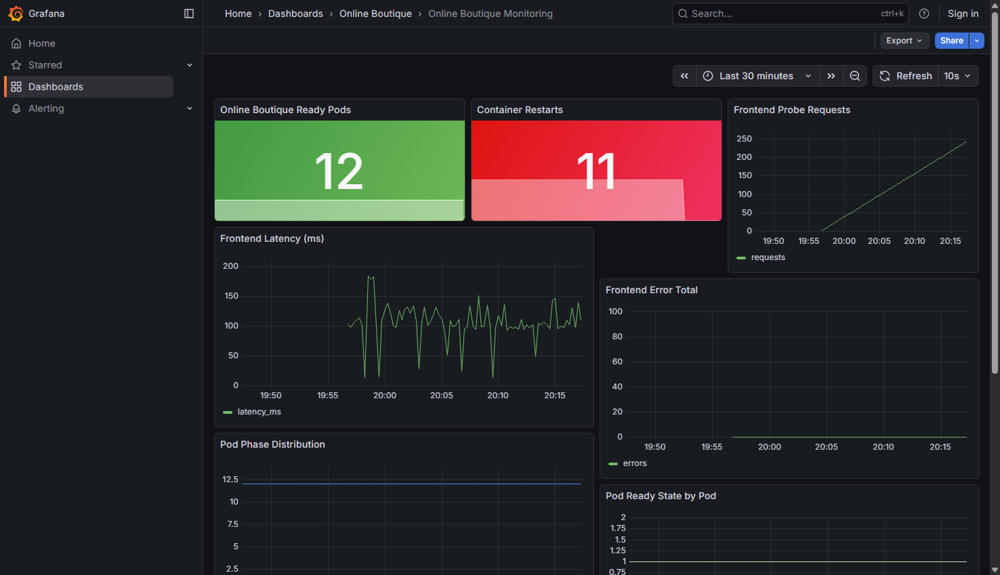 Grafana
Home › Dashboards › Online Boutique › Online Boutique Monitoring
Search...
ctrl+k
Sign in
Home
Starred
Dashboards
Alerting
Export
Share
Last 30 minutes
Refresh
10s
Online Boutique Ready Pods
12
Container Restarts
11
Frontend Probe Requests
250
200
150
100
50
0
19:50 19:55 20:00 20:05 20:10 20:15
requests
Frontend Latency (ms)
200
150
100
50
0
19:50 19:55 20:00 20:05 20:10 20:15
latency_ms
Frontend Error Total
100
80
60
40
20
0
19:50 19:55 20:00 20:05 20:10 20:15
errors
Pod Phase Distribution
12.5
10
7.5
5
2.5
Pod Ready State by Pod
2
1.75
1.5
1.25
1
0.75